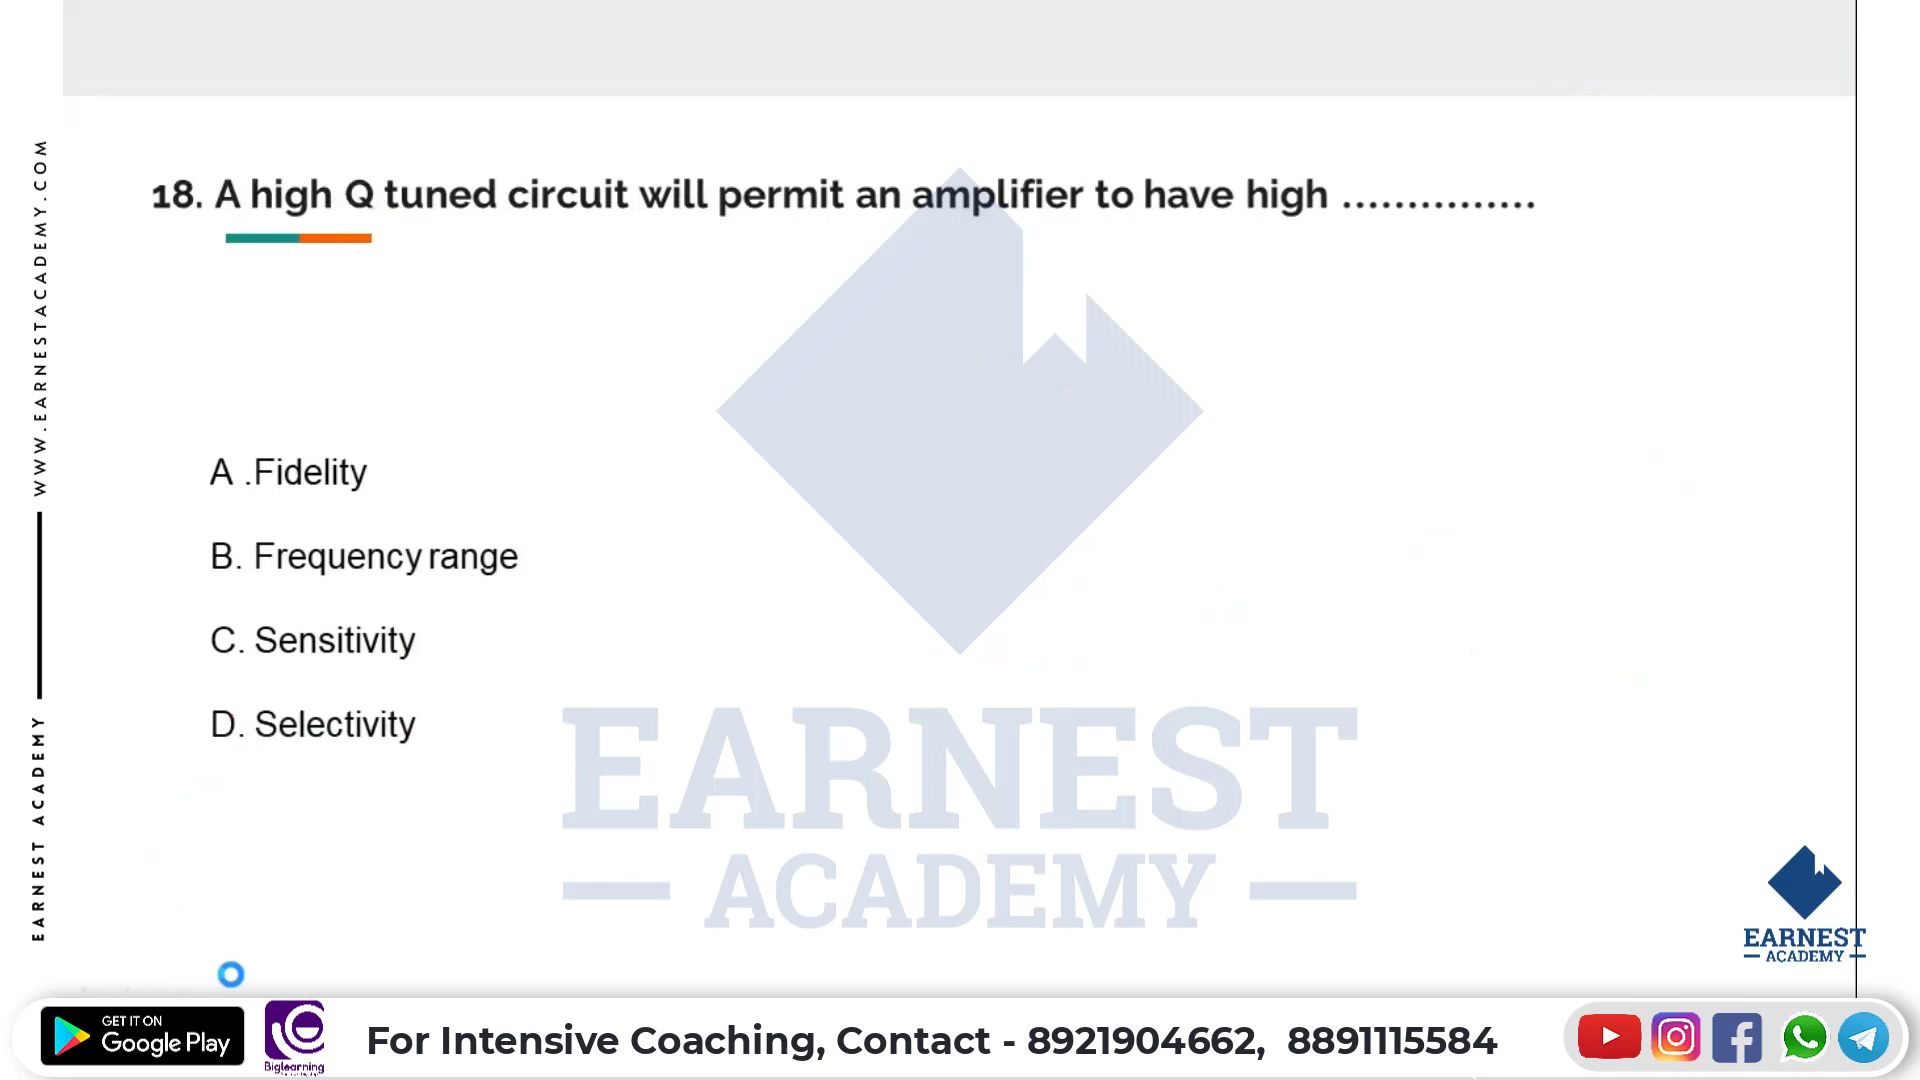 WWW.EARNESTACADEMY.COM
EARNEST ACADEMY
18. A high Q tuned circuit will permit an amplifier to have high ...............
A .Fidelity
B. Frequency range
C. Sensitivity
D. Selectivity
EARNEST
ACADEMY
EARNEST
ACADEMY
GET IT ON
Google Play
Biglearning
For Intensive Coaching, Contact - 8921904662, 8891115584